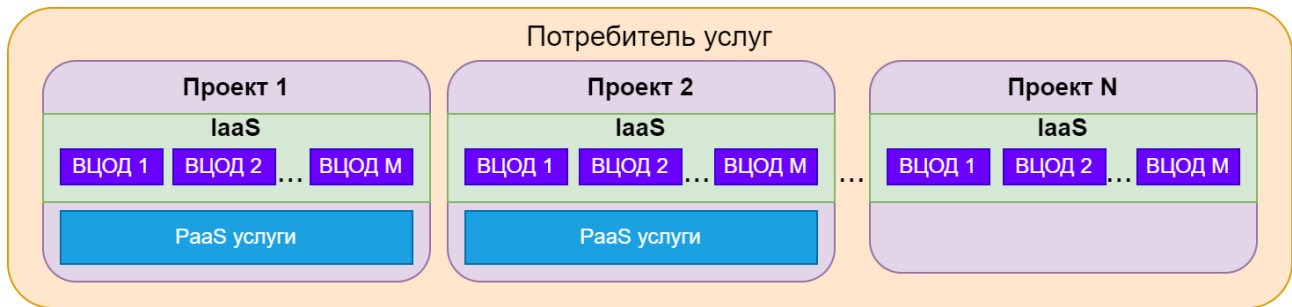 Потребитель услуг
Проект 1
IaaS
ВЦОД 1 ВЦОД 2 ... ВЦОД M
PaaS услуги
Проект 2
IaaS
ВЦОД 1 ВЦОД 2 ... ВЦОД M
PaaS услуги
...
Проект N
IaaS
ВЦОД 1 ВЦОД 2 ... ВЦОД M